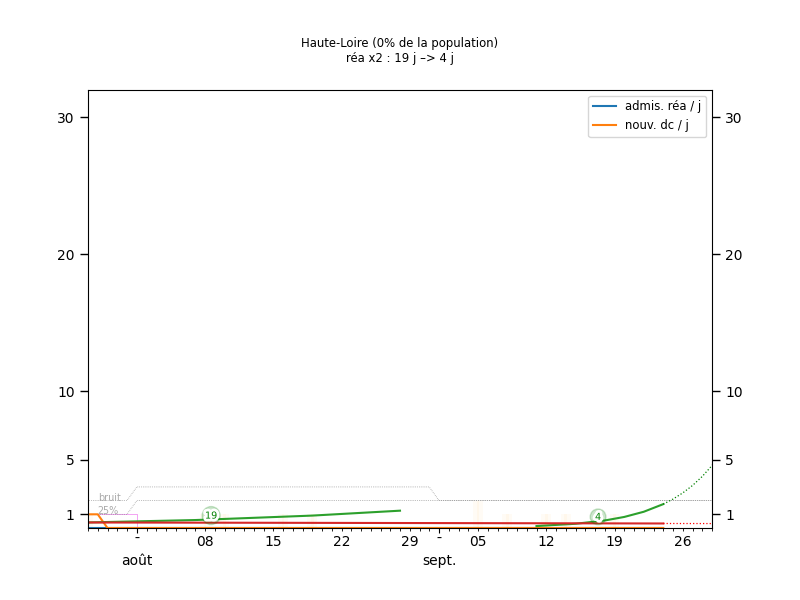 Haute-Loire (0% de la population)
réa x2 : 19 j –> 4 j
admis. réa / j
nouv. dc / j
30 30
20 20
10 10
5 5
1 1
bruit
25%
19
4
- 08 15 22 29 - 05 12 19 26
août sept.